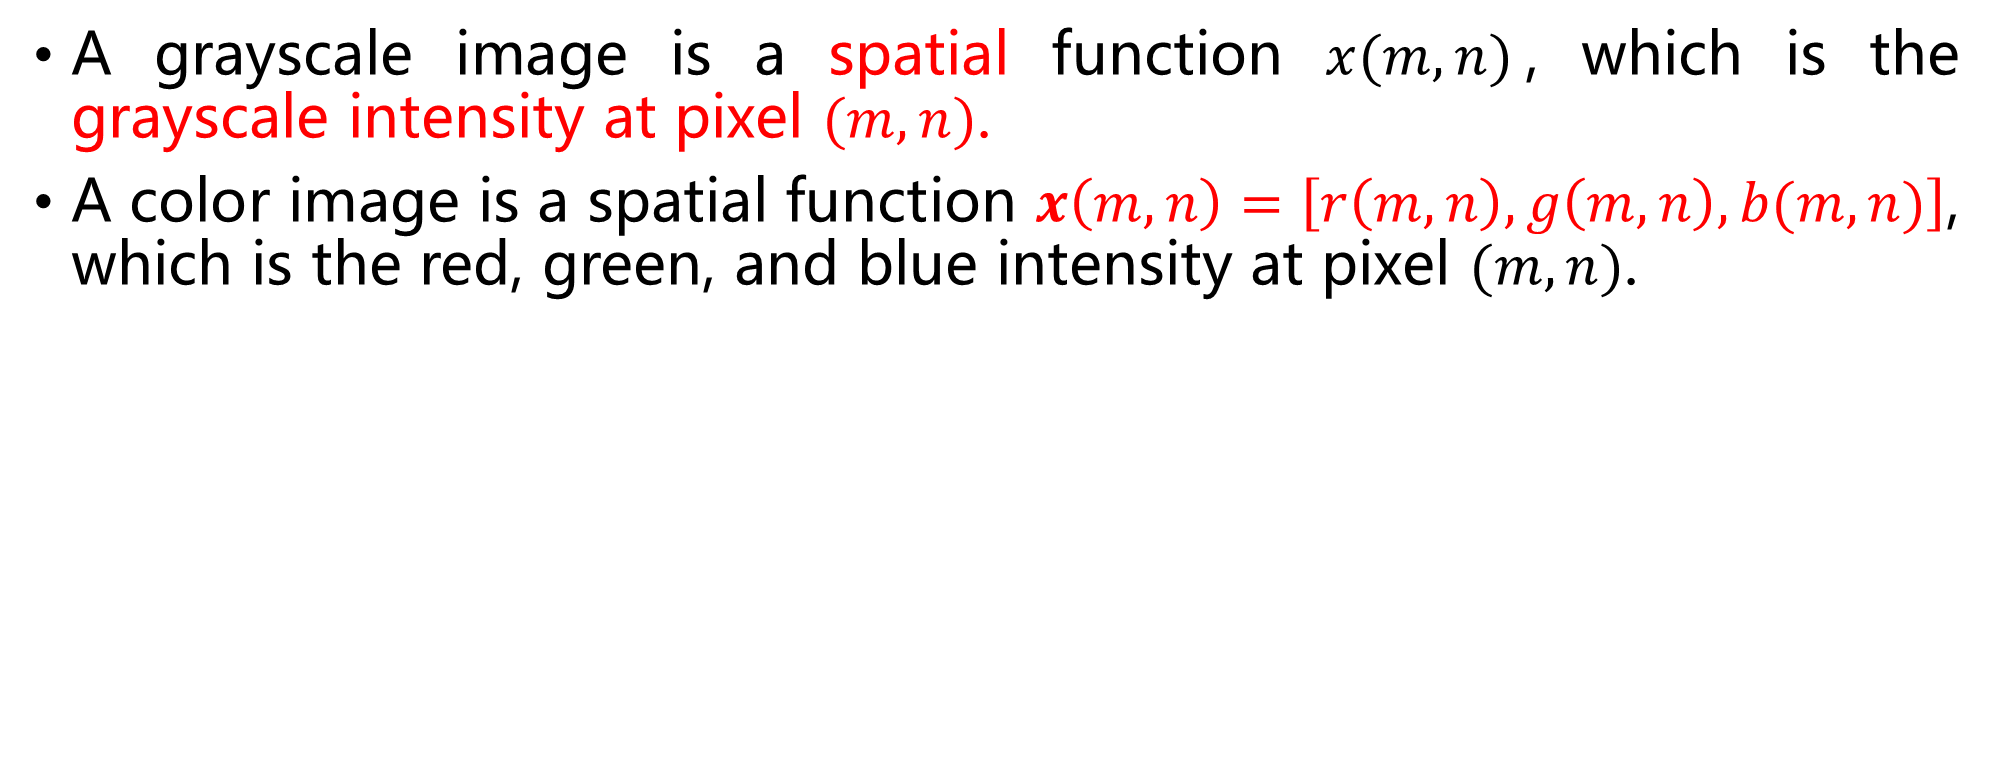 • A grayscale image is a spatial function x(m, n), which is the
grayscale intensity at pixel (m, n).
• A color image is a spatial function x(m, n) = [r(m, n), g(m, n), b(m, n)],
which is the red, green, and blue intensity at pixel (m, n).